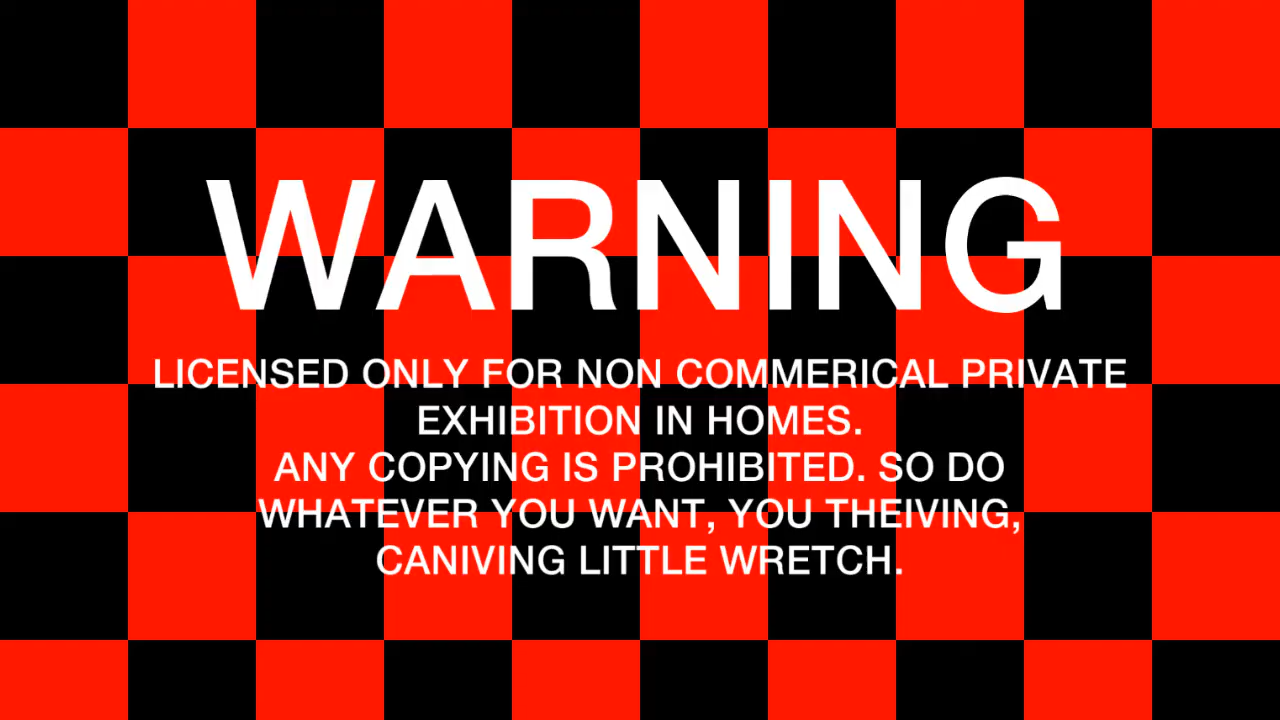 WARNING
LICENSED ONLY FOR NON COMMERICAL PRIVATE
EXHIBITION IN HOMES.
ANY COPYING IS PROHIBITED. SO DO
WHATEVER YOU WANT, YOU THEIVING,
CANIVING LITTLE WRETCH.